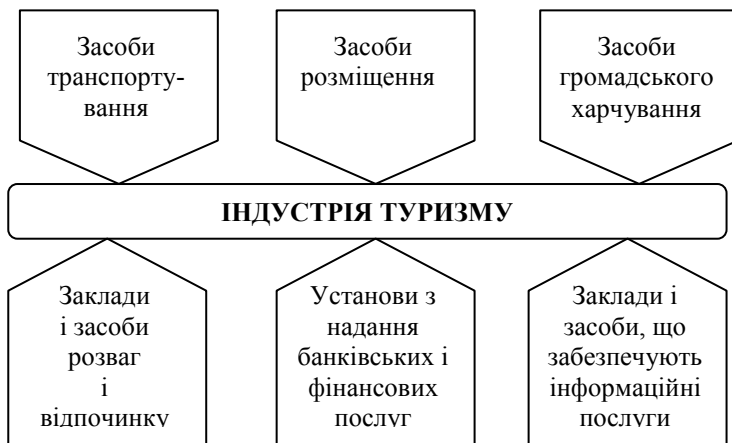 Засоби
транспорту-
вання
Засоби
розміщення
Засоби
громадського
харчування
ІНДУСТРІЯ ТУРИЗМУ
Заклади
і засоби
розваг
і
відпочинку
Установи з
надання
банківських і
фінансових
послуг
Заклади і
засоби, що
забезпечують
інформаційні
послуги